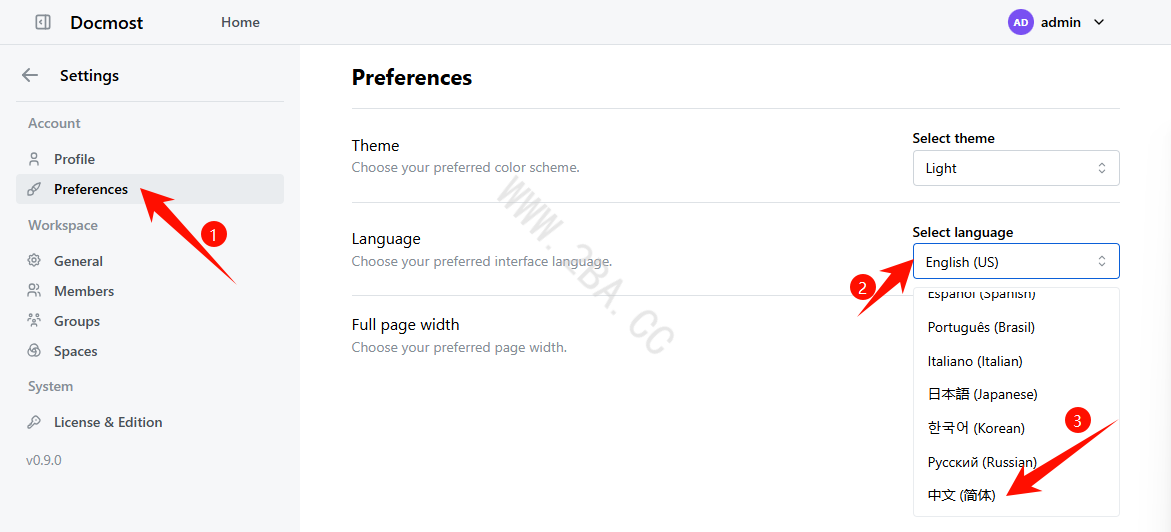 Docmost
Home
AD
admin
Settings
Account
Profile
Preferences
1
Workspace
General
Members
Groups
Spaces
System
License & Edition
v0.9.0
Preferences
Theme
Choose your preferred color scheme.
Select theme
Light
Language
Choose your preferred interface language.
Select language
English (US)
2
Full page width
Choose your preferred page width.
Español (Spanish)
Português (Brasil)
Italiano (Italian)
日本語 (Japanese)
한국어 (Korean)
Русский (Russian)
中文 (简体)
3
WWW.2BA.CC